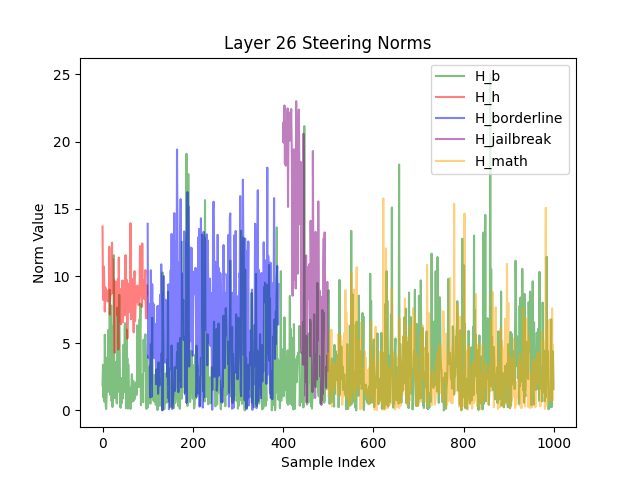 Layer 26 Steering Norms
Norm Value
25
20
15
10
5
0
H_b
H_h
H_borderline
H_jailbreak
H_math
0
200
400
600
800
1000
Sample Index